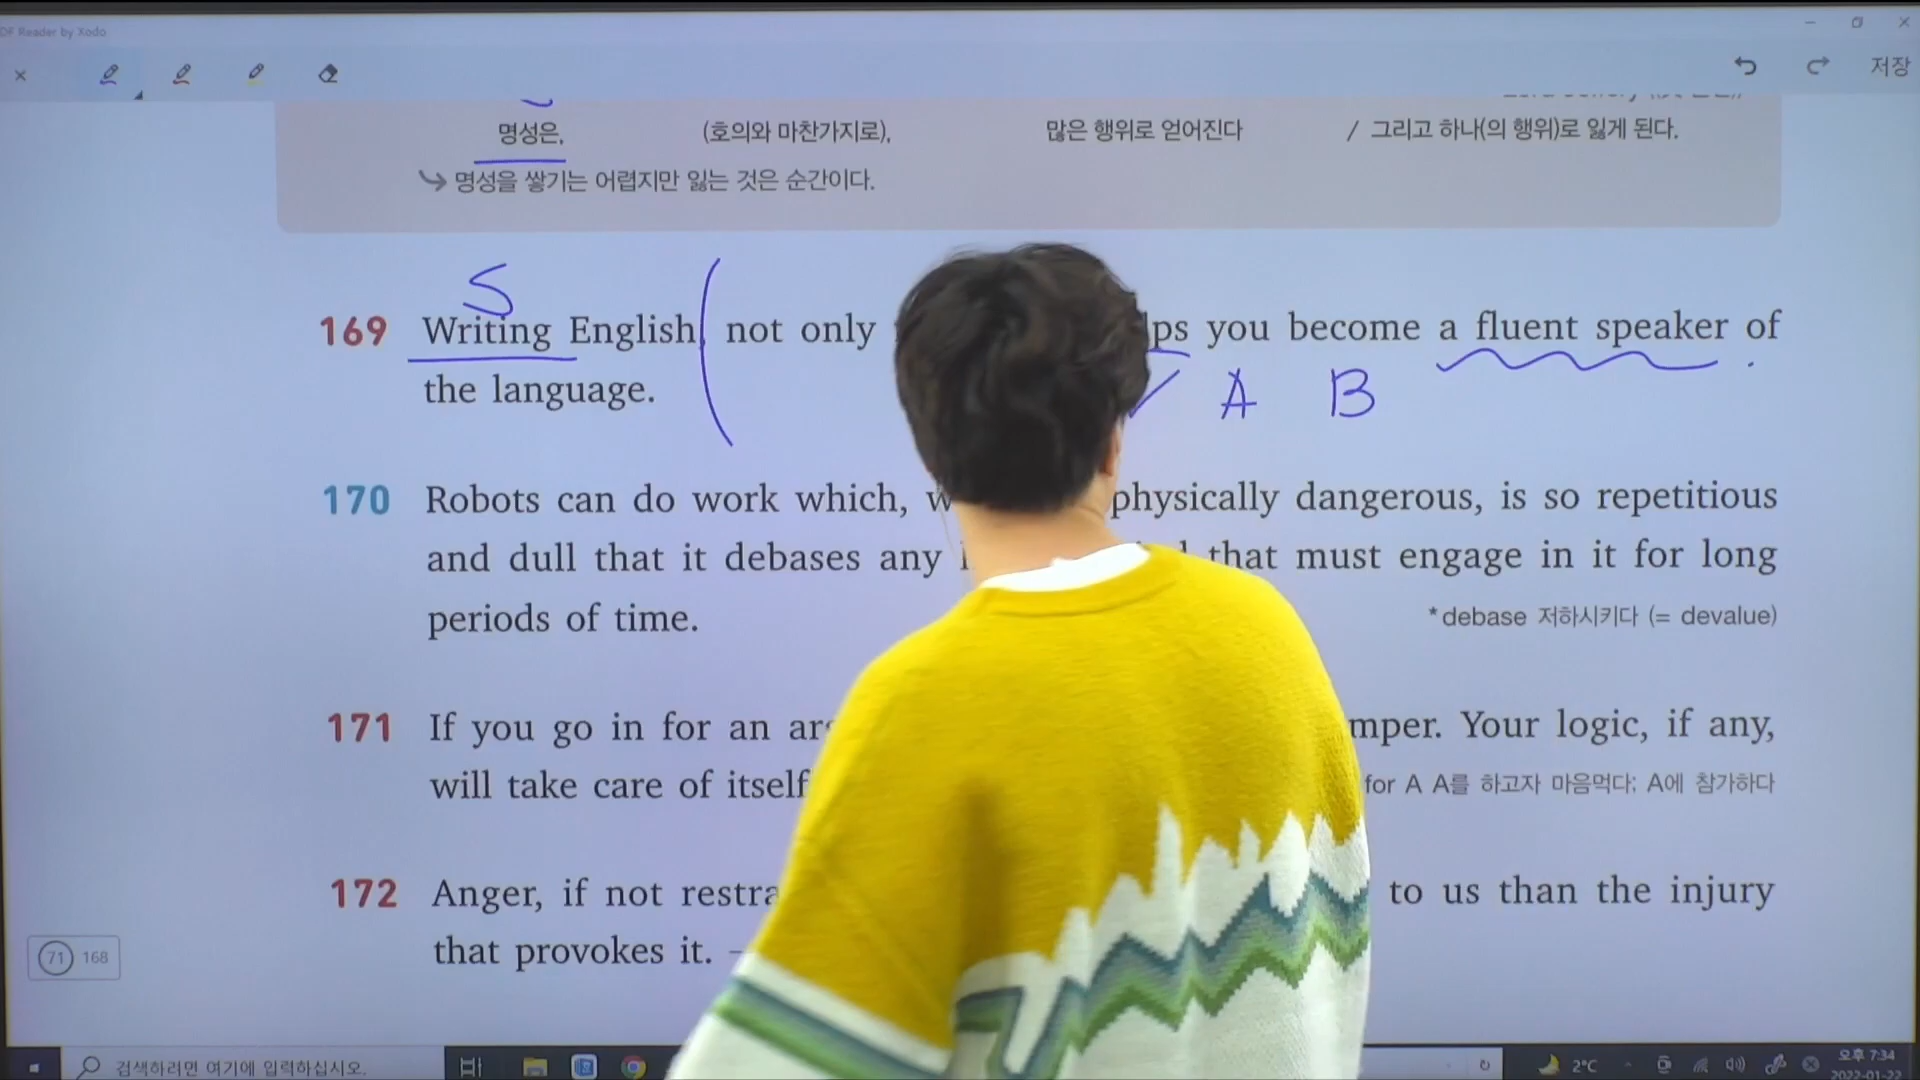 DF Reader by Xodo
저장
명성은, (호의와 마찬가지로), 많은 행위로 얻어진다 / 그리고 하나(의 행위)로 잃게 된다.
명성을 쌓기는 어렵지만 잃는 것은 순간이다.
S
169 Writing English not only you become a fluent speaker of
the language.
A B
170 Robots can do work which, physically dangerous, is so repetitious
and dull that it debases any that must engage in it for long
periods of time.
*debase 저하시키다 (= devalue)
171 If you go in for an Your logic, if any,
will take care of itself
for A A를 하고자 마음먹다; A에 참가하다
172 Anger, if not to us than the injury
that provokes it.
71 168
검색하려면 여기에 입력하십시오.
2°C
오후 7:34
2022-01-22